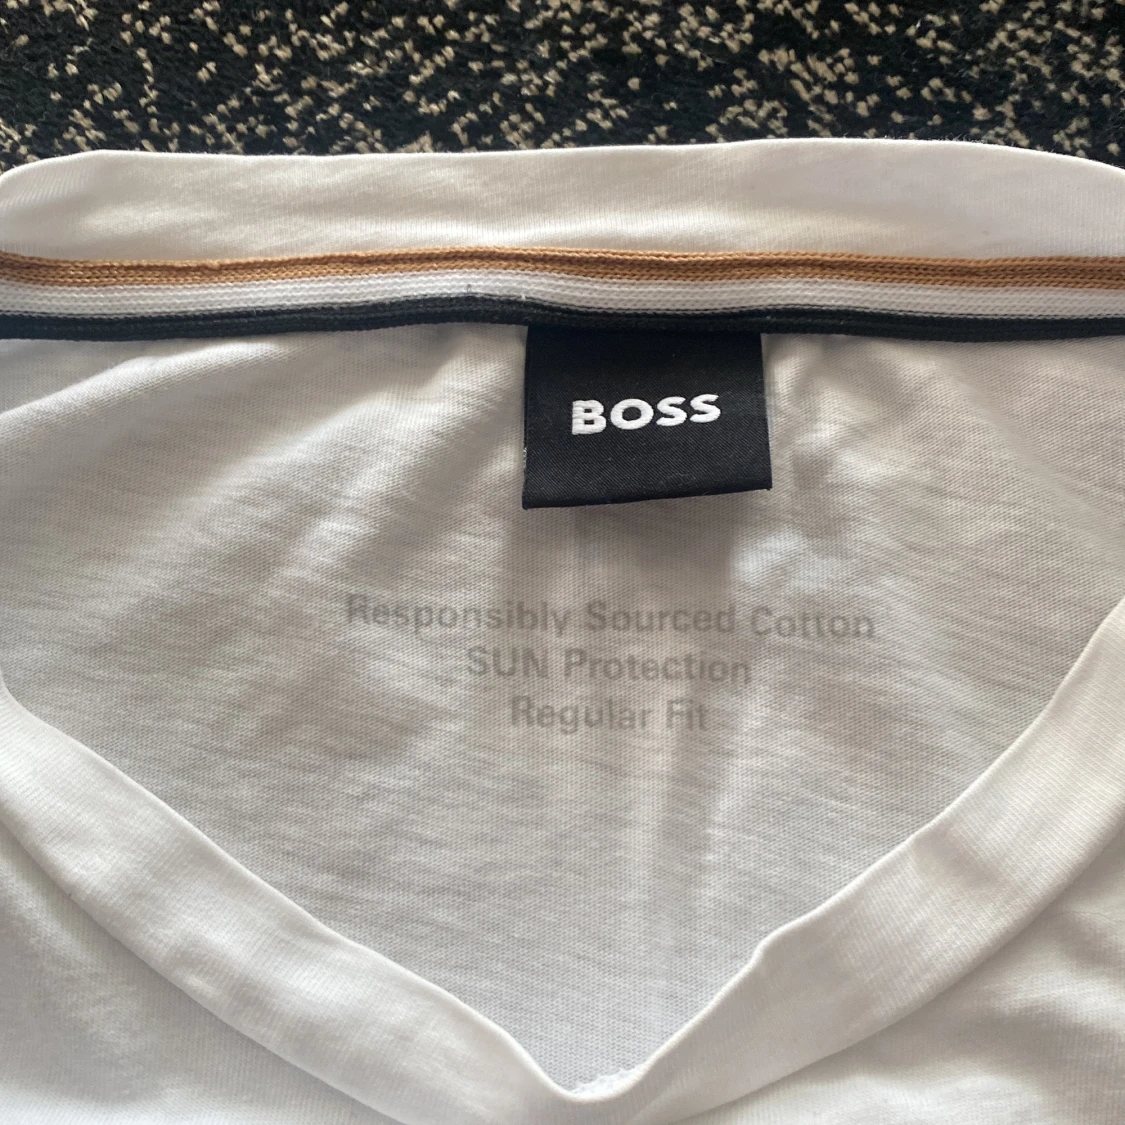 BOSS
Responsibly Sourced Cotton
SUN Protection
Regular Fit